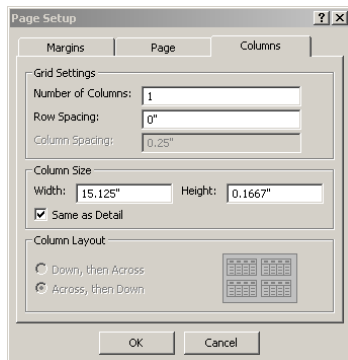 Page Setup
Margins Page Columns
Grid Settings
Number of Columns: 1
Row Spacing: 0"
Column Spacing: 0.25"
Column Size
Width: 15.125" Height: 0.1667"
Same as Detail
Column Layout
Down, then Across
Across, then Down
OK Cancel